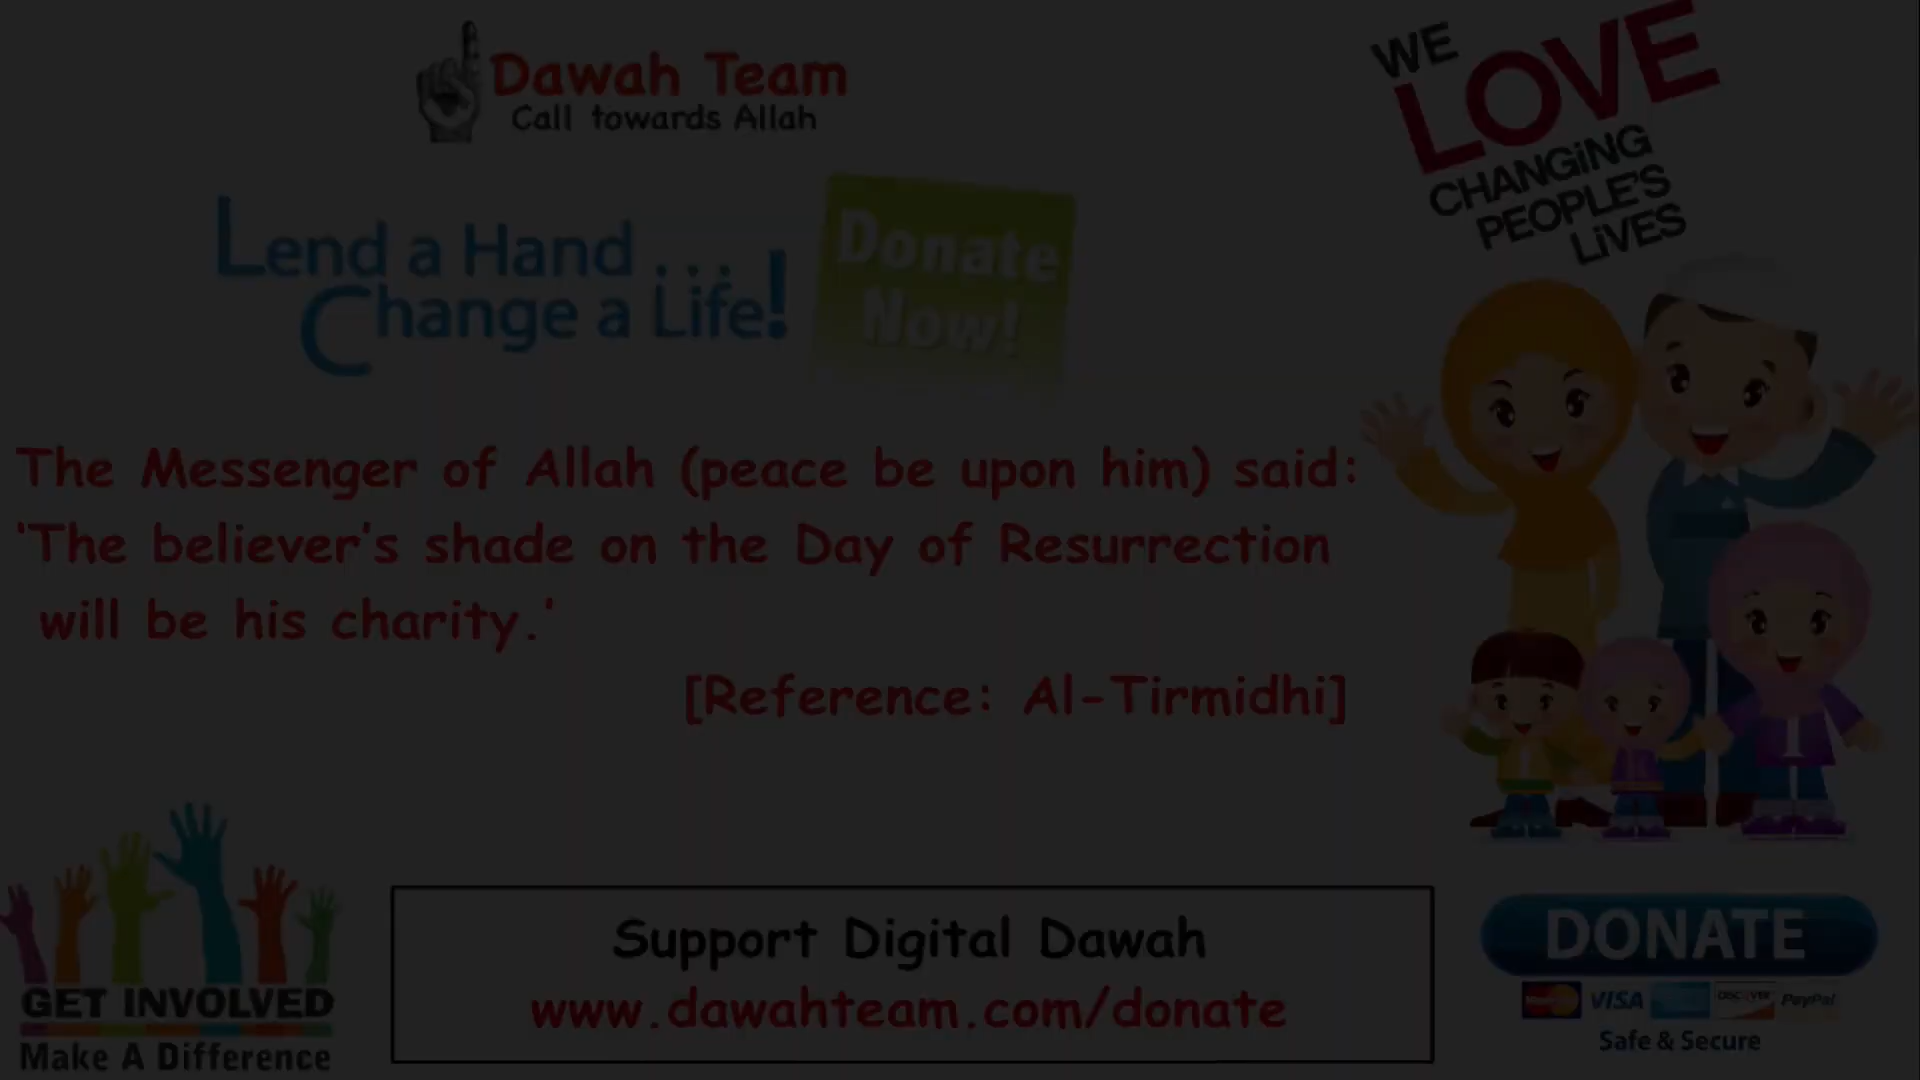 Dawah Team
Call towards Allah
WE
LOVE
CHANGiNG
PEOPLE'S
LiVES
Lend a Hand ...
Change a Life!
Donate
Now!
The Messenger of Allah (peace be upon him) said:
'The believer's shade on the Day of Resurrection
will be his charity.'
[Reference: Al-Tirmidhi]
GET INVOLVED
Make A Difference
Support Digital Dawah
www.dawahteam.com/donate
DONATE
MasterCard VISA DISCOVER PayPal
Safe & Secure